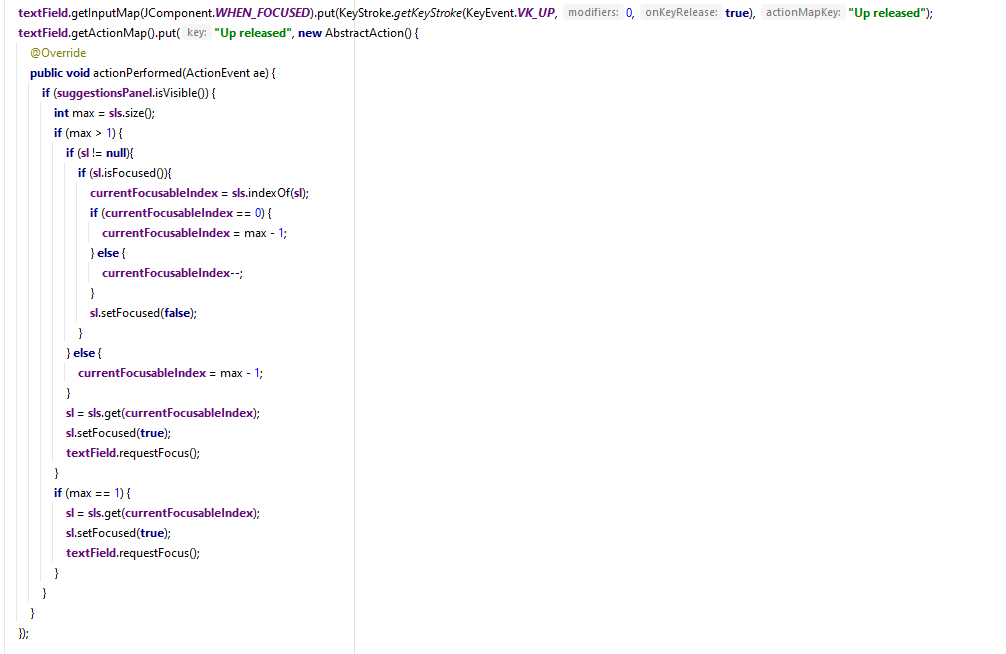 textField.getInputMap(JComponent.WHEN_FOCUSED).put(KeyStroke.getKeyStroke(KeyEvent.VK_UP, modifiers: 0, onKeyRelease: true), actionMapKey: "Up released");
textField.getActionMap().put( key: "Up released", new AbstractAction() {
@Override
public void actionPerformed(ActionEvent ae) {
if (suggestionsPanel.isVisible()) {
int max = sls.size();
if (max > 1) {
if (sl != null){
if (sl.isFocused()){
currentFocusableIndex = sls.indexOf(sl);
if (currentFocusableIndex == 0) {
currentFocusableIndex = max - 1;
} else {
currentFocusableIndex--;
}
sl.setFocused(false);
}
} else {
currentFocusableIndex = max - 1;
}
sl = sls.get(currentFocusableIndex);
sl.setFocused(true);
textField.requestFocus();
}
if (max == 1) {
sl = sls.get(currentFocusableIndex);
sl.setFocused(true);
textField.requestFocus();
}
}
}
});